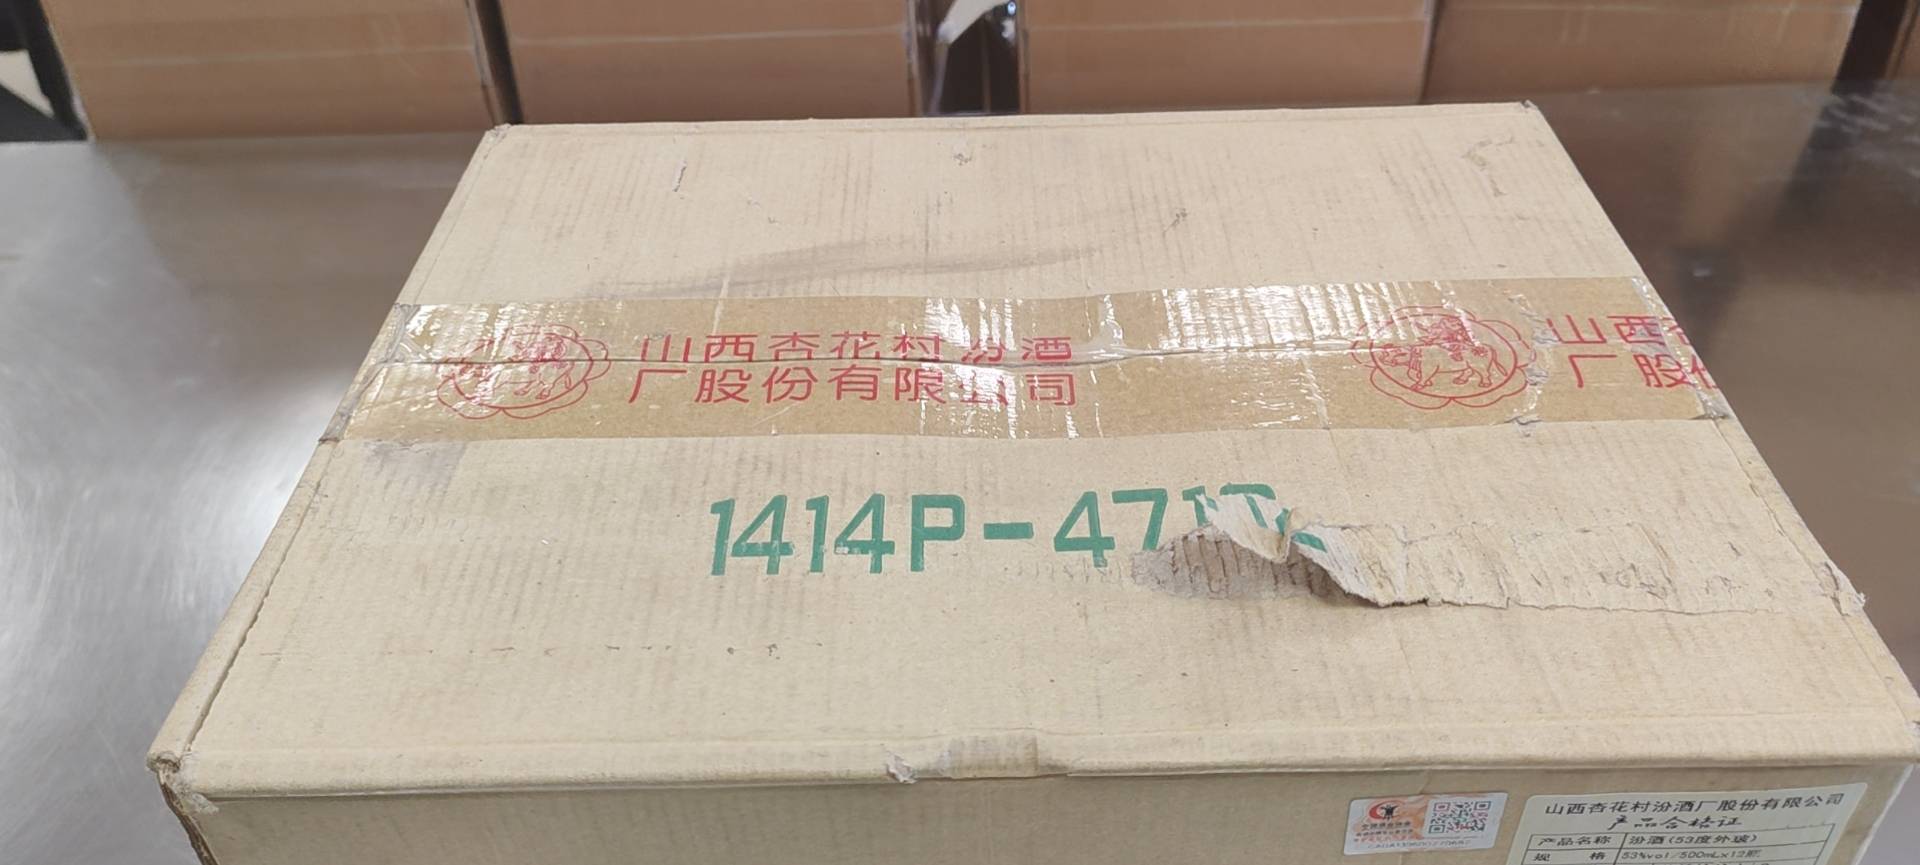 山西杏花村汾酒
厂股份有限公司
山西杏
厂股份
1414P-471
山西杏花村汾酒厂股份有限公司
产品合格证
产品名称 汾酒(53度外玻)
规 格 53%vol/500mL×12瓶